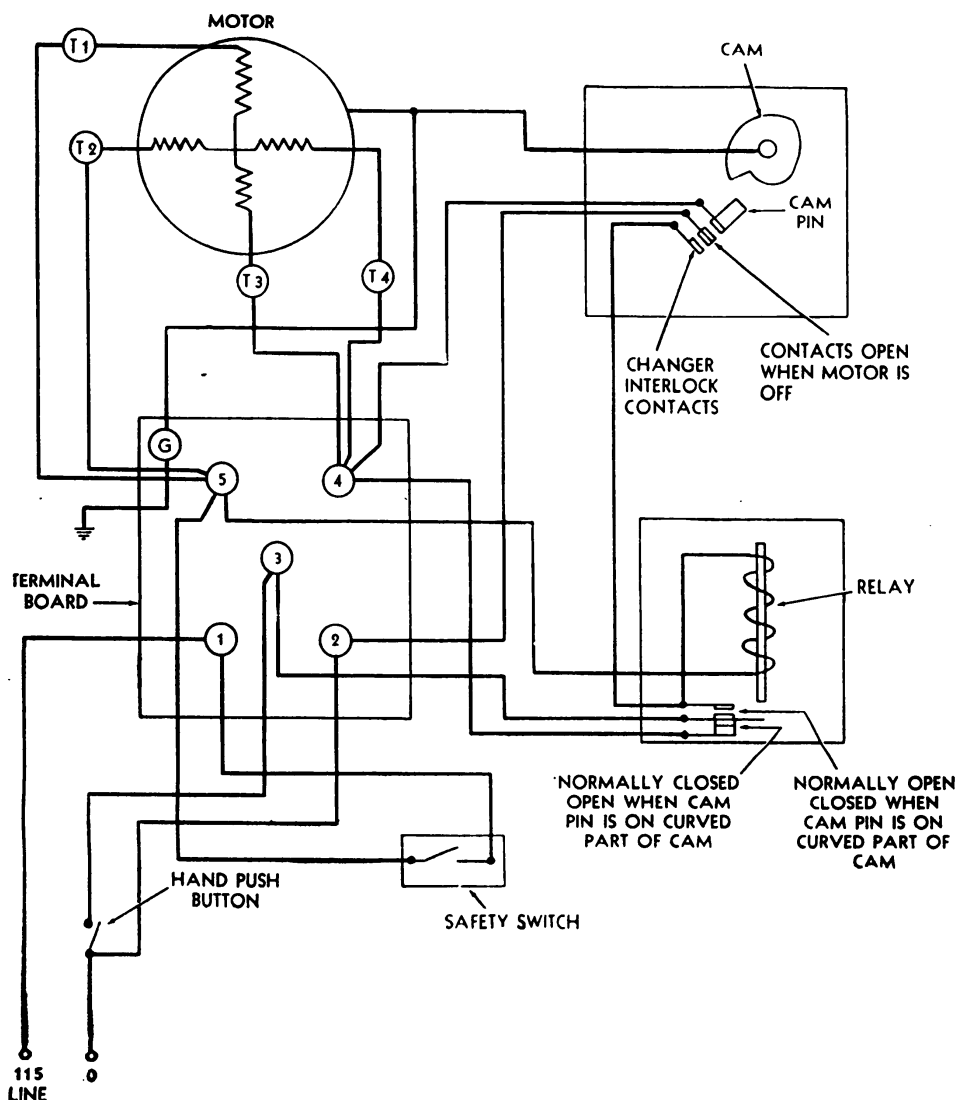 MOTOR
T1
CAM
T2
CAM
PIN
T3
T4
CHANGER
INTERLOCK
CONTACTS
CONTACTS OPEN
WHEN MOTOR IS
OFF
G
5
4
3
TERMINAL
BOARD
RELAY
1
2
NORMALLY CLOSED
OPEN WHEN CAM
PIN IS ON CURVED
PART OF CAM
NORMALLY OPEN
CLOSED WHEN
CAM PIN IS ON
CURVED PART OF
CAM
HAND PUSH
BUTTON
SAFETY SWITCH
115
LINE
0